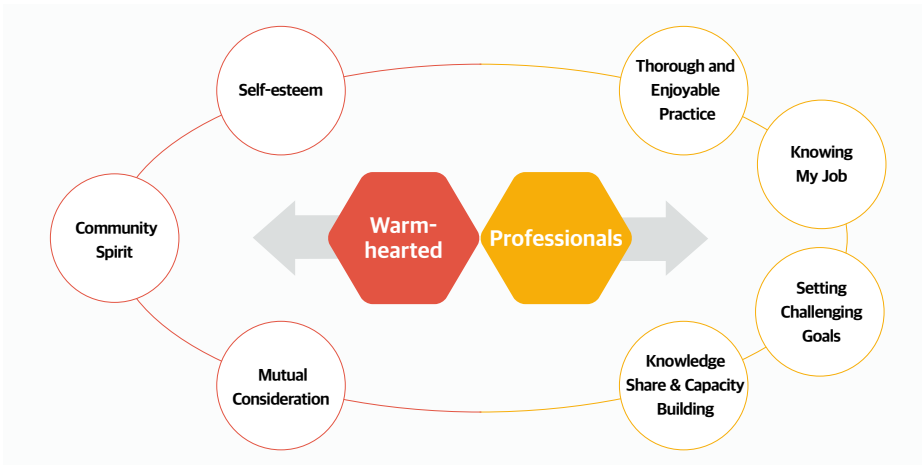 Self-esteem
Community
Spirit
Mutual
Consideration
Warm-
hearted
Professionals
Thorough and
Enjoyable
Practice
Knowing
My Job
Setting
Challenging
Goals
Knowledge
Share & Capacity
Building